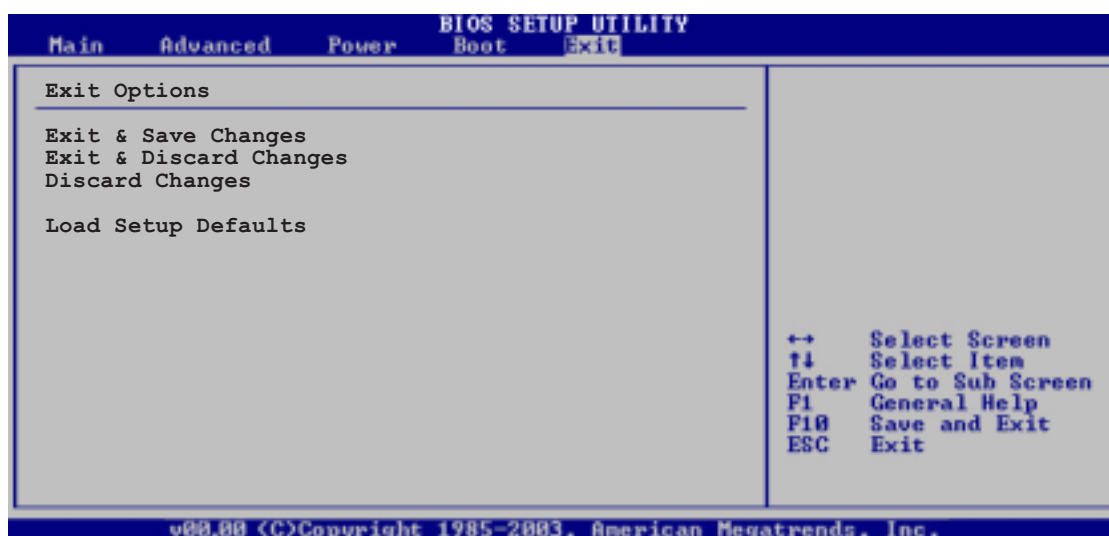 BIOS SETUP UTILITY
Main Advanced Power Boot Exit
Exit Options
Exit & Save Changes
Exit & Discard Changes
Discard Changes
Load Setup Defaults
←→ Select Screen
↑↓ Select Item
Enter Go to Sub Screen
F1 General Help
F10 Save and Exit
ESC Exit
v00.00 (C)Copyright 1985-2003, American Megatrends, Inc.